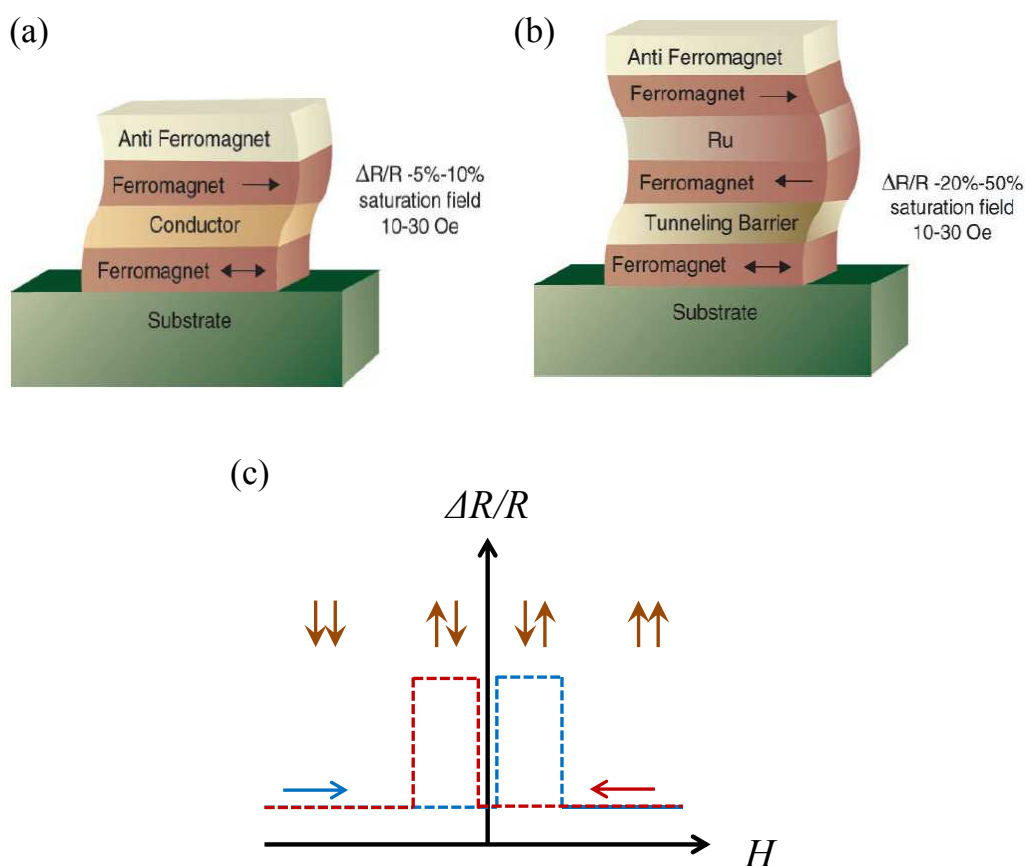 (a)
Anti Ferromagnet
Ferromagnet
Conductor
Ferromagnet
Substrate
ΔR/R -5%-10%
saturation field
10-30 Oe
(b)
Anti Ferromagnet
Ferromagnet
Ru
Ferromagnet
Tunneling Barrier
Ferromagnet
Substrate
ΔR/R -20%-50%
saturation field
10-30 Oe
(c)
ΔR/R
H